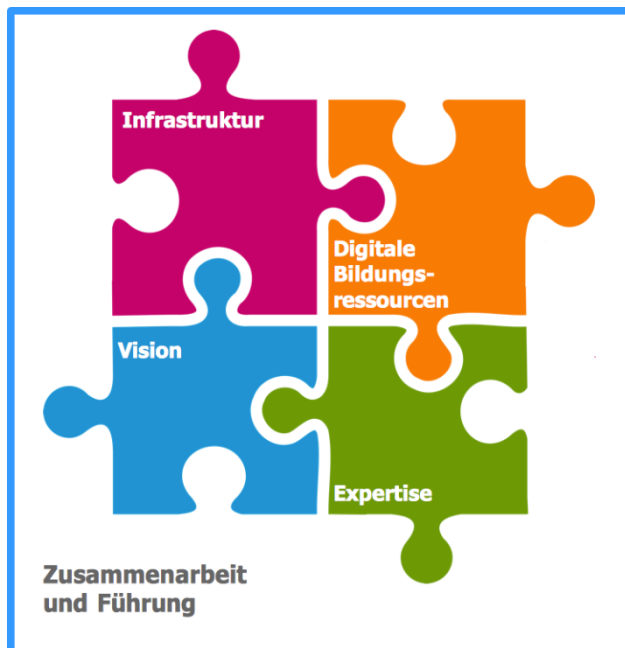 Infrastruktur
Digitale
Bildungs-
ressourcen
Vision
Expertise
Zusammenarbeit
und Führung